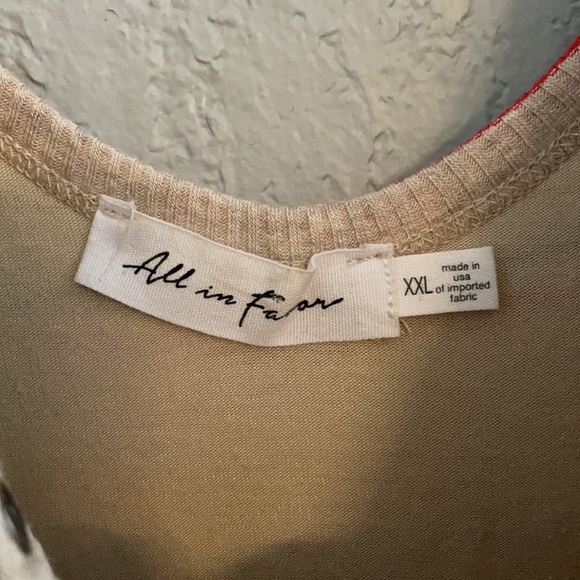 All in Favor
XXL
made in
usa
of imported
fabric